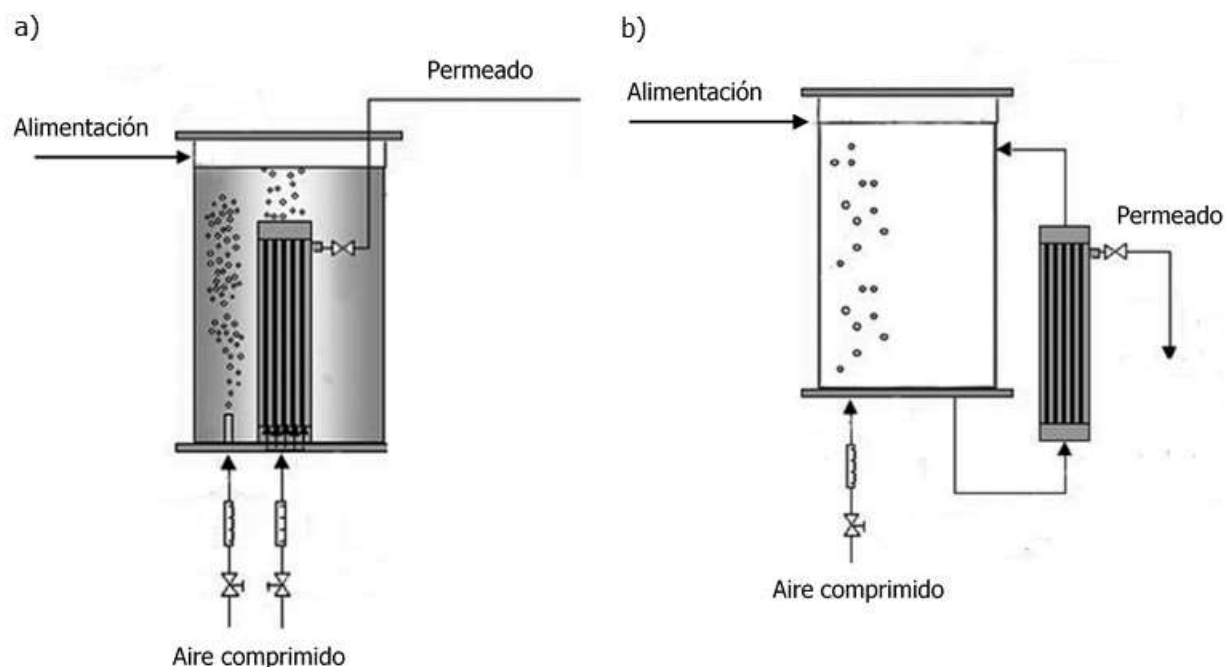 a)
Permeado
Alimentación
Aire comprimido
b)
Alimentación
Permeado
Aire comprimido